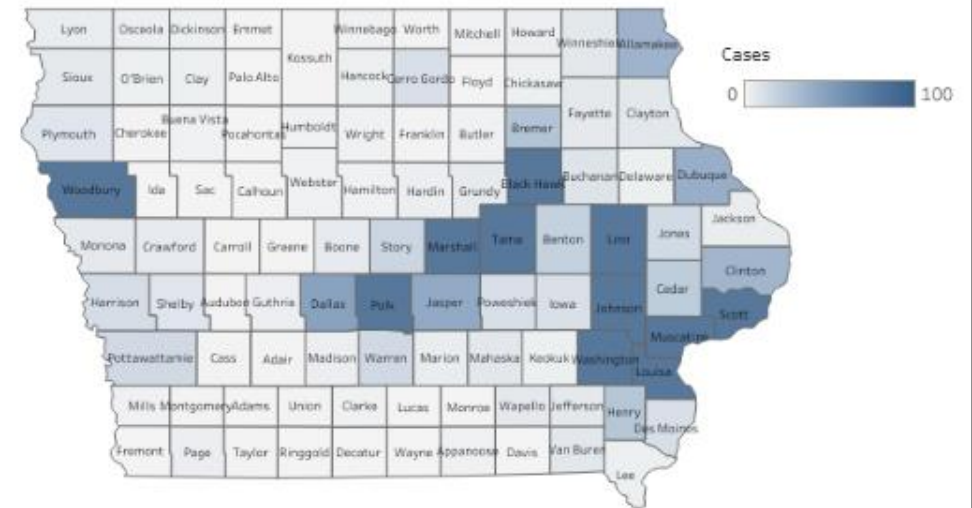 Lyon Osceola Dickinson Emmet Kossuth Winnebago Worth Mitchell Howard Winneshiek Allamakee
Cases
0 100
Sioux O'Brien Clay Palo Alto Hancock Cerro Gordo Floyd Chickasaw
Plymouth Cherokee Buena Vista Pocahontas Humboldt Wright Franklin Butler Bremer Fayette Clayton
Woodbury Ida Sac Calhoun Webster Hamilton Hardin Grundy Black Hawk Buchanan Delaware Dubuque
Monona Crawford Carroll Greene Boone Story Marshall Tama Benton Linn Jones Jackson
Harrison Shelby Audubon Guthrie Dallas Polk Jasper Poweshiek Iowa Johnson Cedar Clinton
Scott
Muscatine
Pottawattamie Cass Adair Madison Warren Marion Mahaska Keokuk Washington Louisa
Mills Montgomery Adams Union Clarke Lucas Monroe Wapello Jefferson Henry Des Moines
Fremont Page Taylor Ringgold Decatur Wayne Appanoose Davis Van Buren
Lee